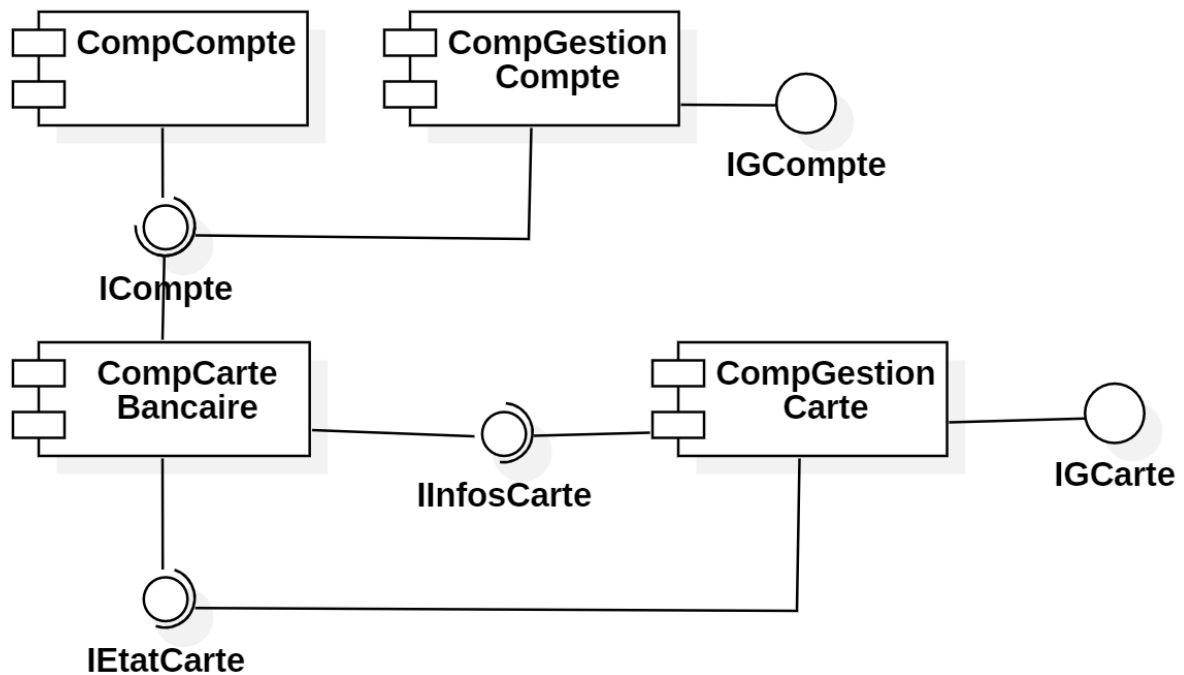 CompCompte
CompGestion
Compte
IGCompte
ICompte
CompCarte
Bancaire
CompGestion
Carte
IGCarte
IInfosCarte
IEtatCarte